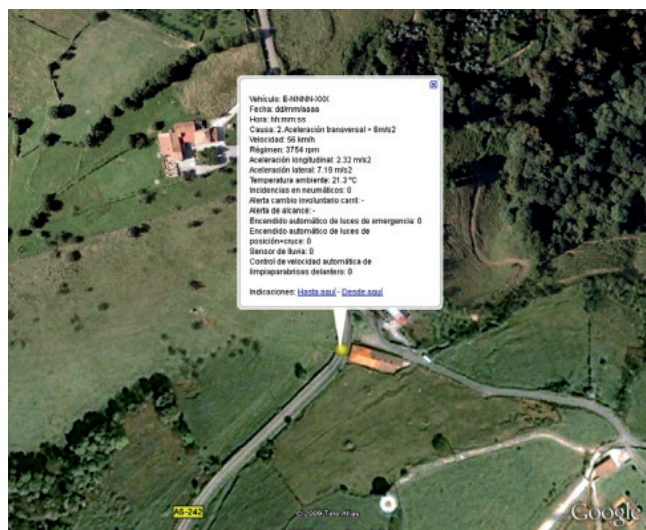 Vehículo: E-NNNN-XXX
Fecha: dd/mm/aaaa
Hora: hh:mm:ss
Causa: 2.Aceleración transversal > 6m/s2
Velocidad: 56 km/h
Régimen: 3754 rpm
Aceleración longitudinal: 2.32 m/s2
Aceleración lateral: 7.19 m/s2
Temperatura ambiente: 21.3 ºC
Incidencias en neumáticos: 0
Alerta cambio involuntario carril: -
Alerta de alcance: -
Encendido automático de luces de emergencia: 0
Encendido automático de luces de
posición+cruce: 0
Sensor de lluvia: 0
Control de velocidad automática de
limpiaparabrisas delantero: 0
Indicaciones: Hasta aquí - Desde aquí
AS-242
© 2009 Tele Atlas
Google